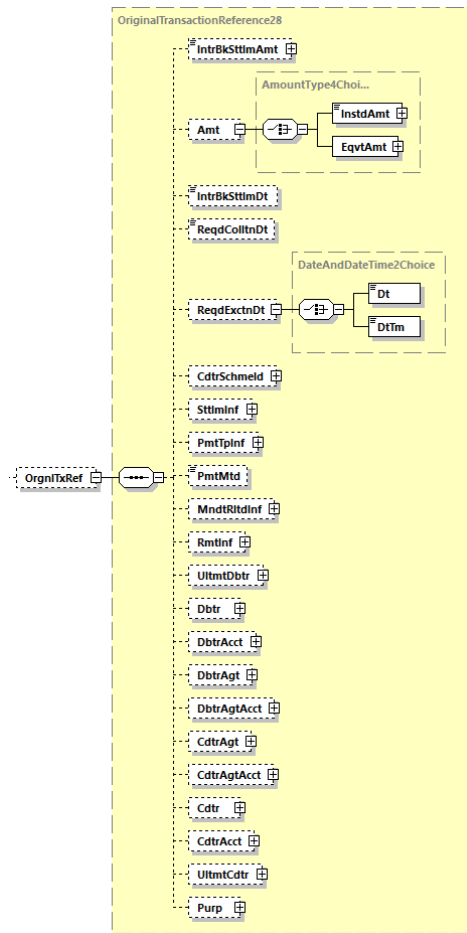 OriginalTransactionReference28
IntrBkSttlmAmt
AmountType4Choi...
InstdAmt
Amt
EqvtAmt
IntrBkSttlmDt
ReqdColltnDt
DateAndDateTime2Choice
Dt
ReqdExctnDt
DtTm
CdtrSchmeId
SttlmInf
PmtTpInf
OrgnlTxRef
PmtMtd
MndtRltdInf
RmtInf
UltmtDbtr
Dbtr
DbtrAcct
DbtrAgt
DbtrAgtAcct
CdtrAgt
CdtrAgtAcct
Cdtr
CdtrAcct
UltmtCdtr
Purp